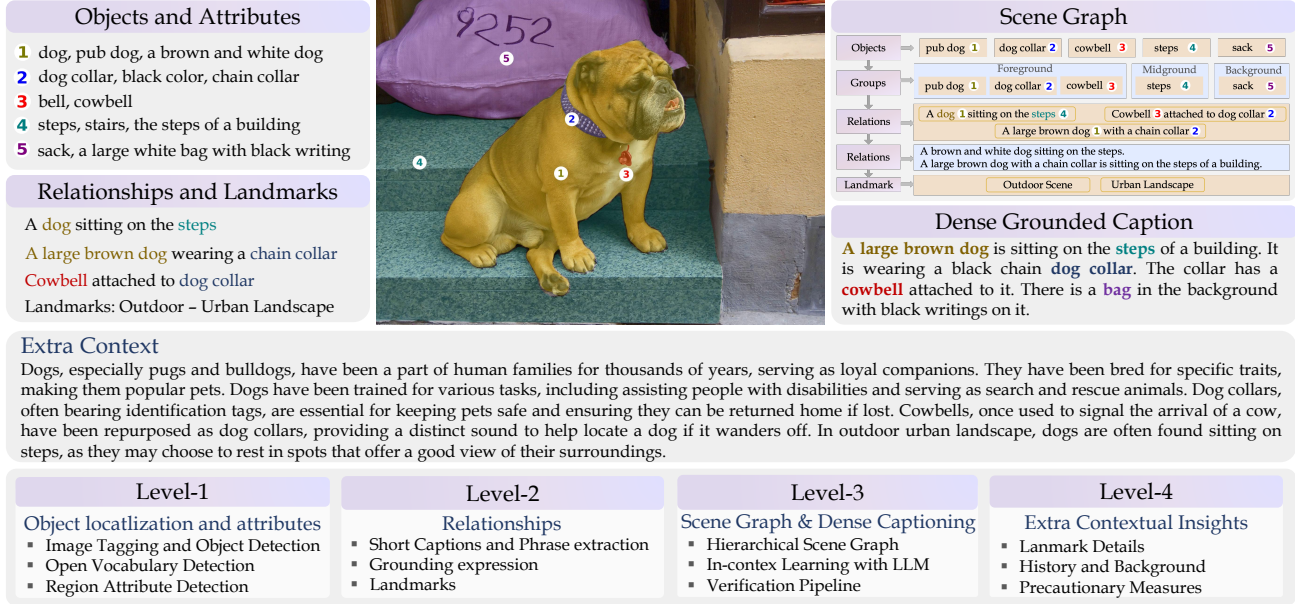 Objects and Attributes
1 dog, pub dog, a brown and white dog
2 dog collar, black color, chain collar
3 bell, cowbell
4 steps, stairs, the steps of a building
5 sack, a large white bag with black writing
Relationships and Landmarks
A dog sitting on the steps
A large brown dog wearing a chain collar
Cowbell attached to dog collar
Landmarks: Outdoor – Urban Landscape
9252
5
2
4
1
3
Scene Graph
Objects pub dog 1 dog collar 2 cowbell 3 steps 4 sack 5
Foreground Midground Background
Groups pub dog 1 dog collar 2 cowbell 3 steps 4 sack 5
Relations A dog 1 sitting on the steps 4 Cowbell 3 attached to dog collar 2
A large brown dog 1 with a chain collar 2
Relations A brown and white dog sitting on the steps.
A large brown dog with a chain collar is sitting on the steps of a building.
Landmark Outdoor Scene Urban Landscape
Dense Grounded Caption
A large brown dog is sitting on the steps of a building. It
is wearing a black chain dog collar. The collar has a
cowbell attached to it. There is a bag in the background
with black writings on it.
Extra Context
Dogs, especially pugs and bulldogs, have been a part of human families for thousands of years, serving as loyal companions. They have been bred for specific traits,
making them popular pets. Dogs have been trained for various tasks, including assisting people with disabilities and serving as search and rescue animals. Dog collars,
often bearing identification tags, are essential for keeping pets safe and ensuring they can be returned home if lost. Cowbells, once used to signal the arrival of a cow,
have been repurposed as dog collars, providing a distinct sound to help locate a dog if it wanders off. In outdoor urban landscape, dogs are often found sitting on
steps, as they may choose to rest in spots that offer a good view of their surroundings.
Level-1
Object locatlization and attributes
▪ Image Tagging and Object Detection
▪ Open Vocabulary Detection
▪ Region Attribute Detection
Level-2
Relationships
▪ Short Captions and Phrase extraction
▪ Grounding expression
▪ Landmarks
Level-3
Scene Graph & Dense Captioning
▪ Hierarchical Scene Graph
▪ In-contex Learning with LLM
▪ Verification Pipeline
Level-4
Extra Contextual Insights
▪ Lanmark Details
▪ History and Background
▪ Precautionary Measures